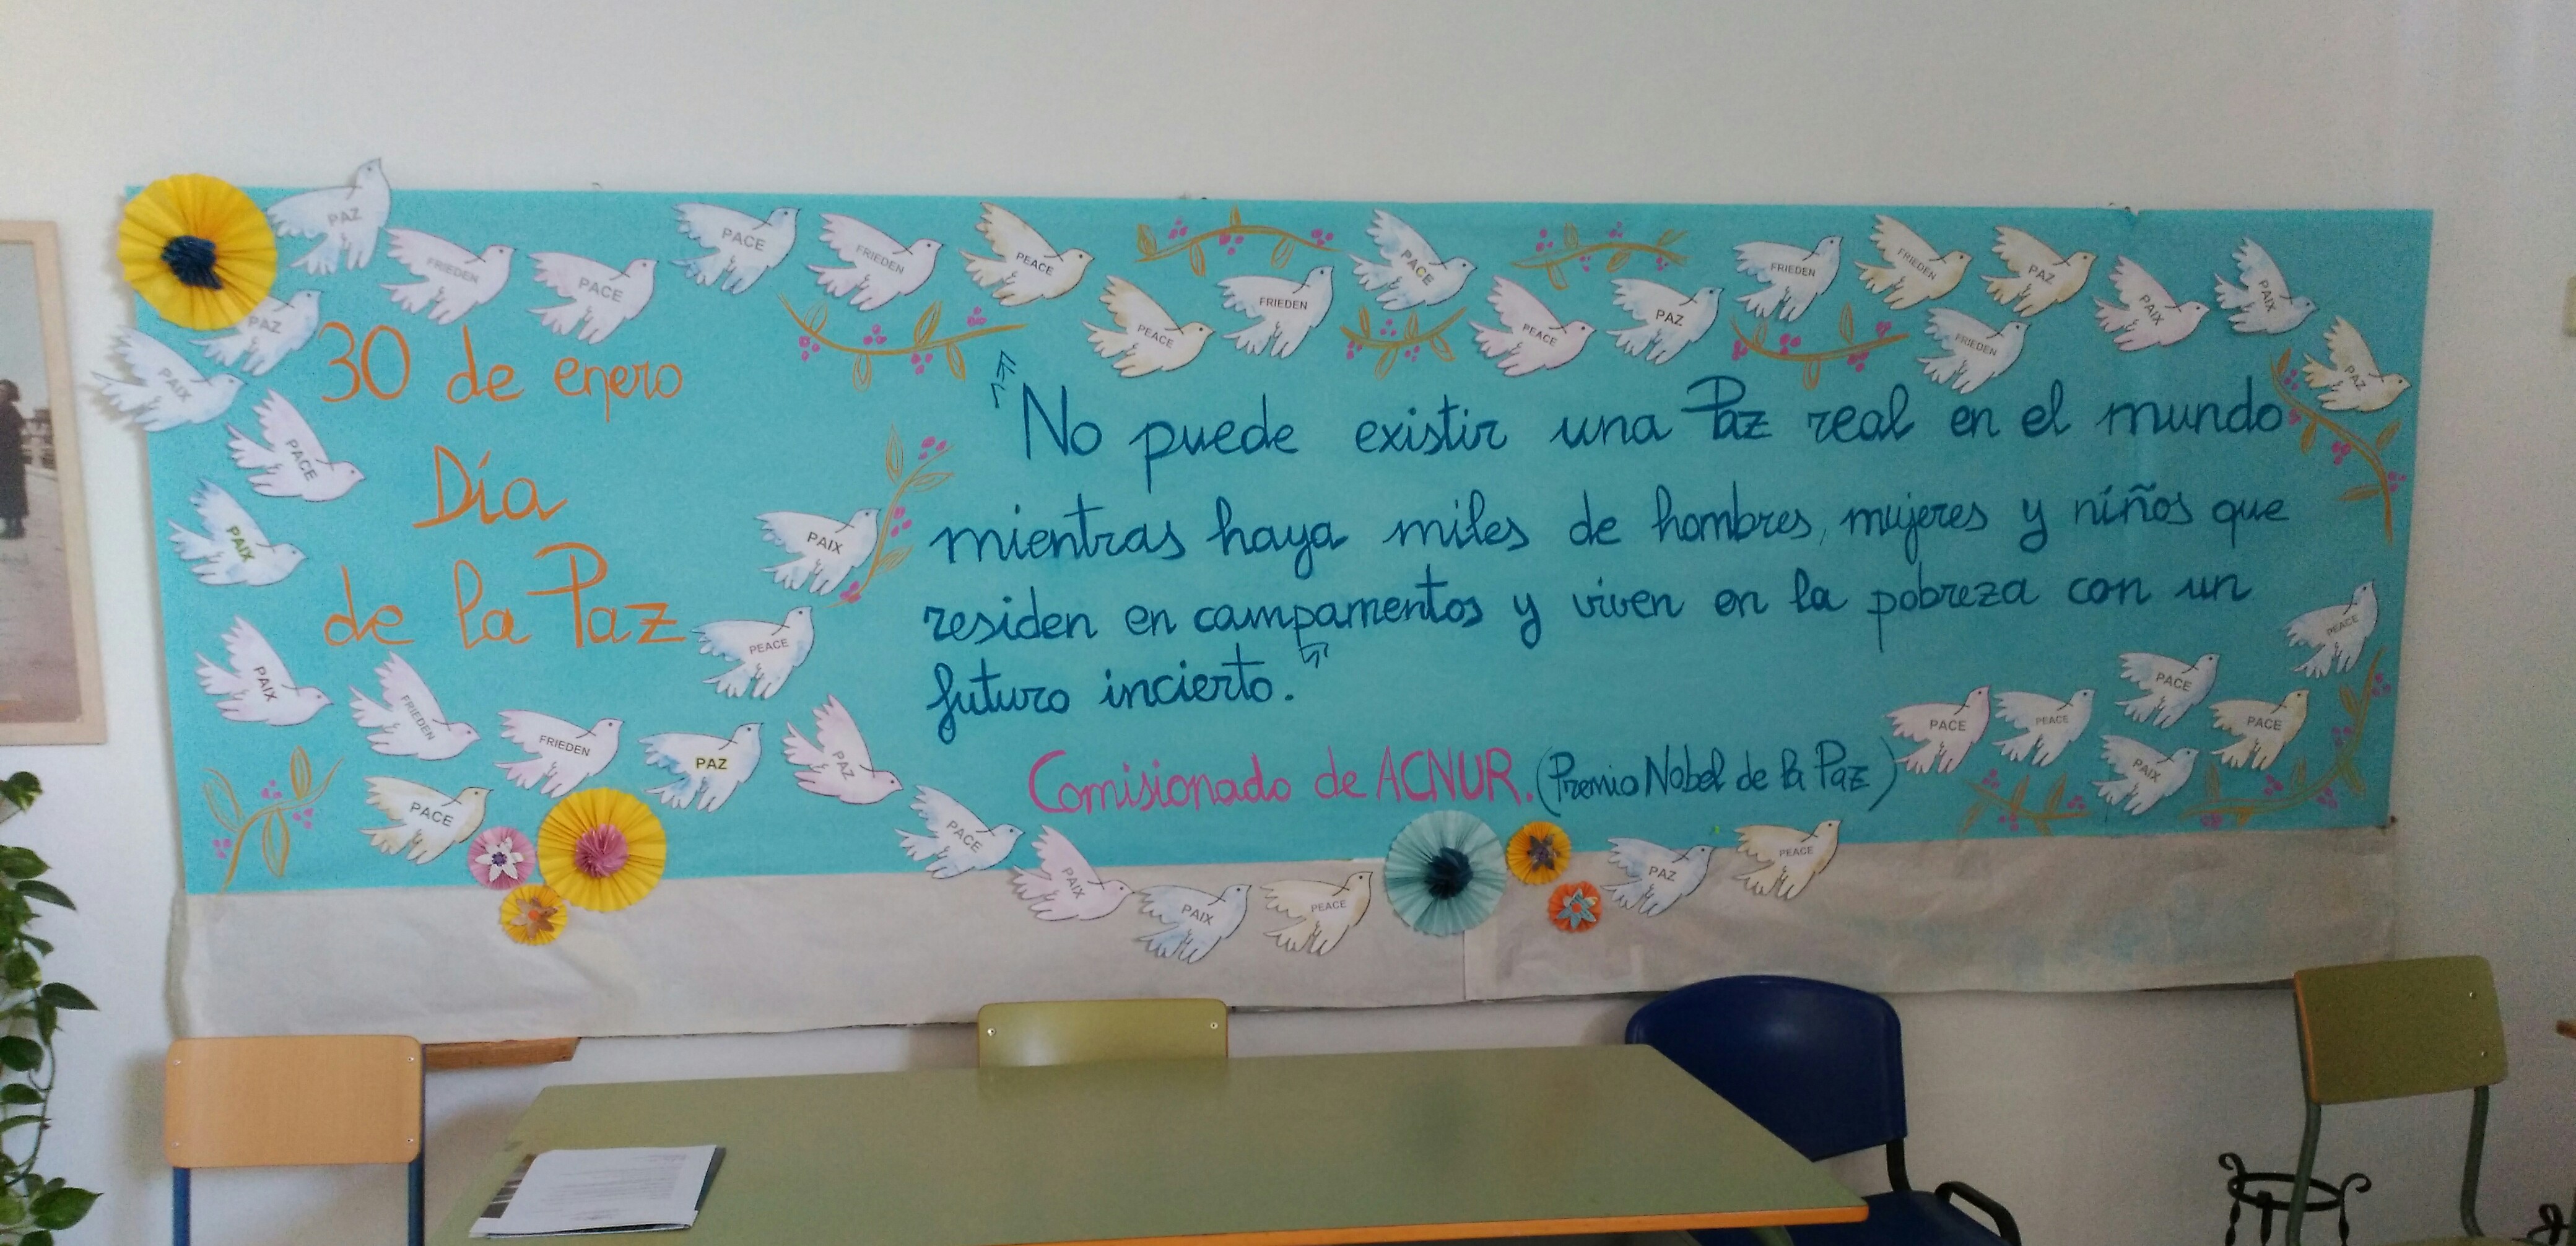 PAZ
FRIEDEN
PACE
PACE
FRIEDEN
PEACE
PEACE
FRIEDEN
PACE
PEACE
PAZ
FRIEDEN
FRIEDEN
PAZ
FRIEDEN
PAIX
PAIX
PAZ
PAZ
PAIX
PACE
PAIX
PAIX
30 de enero
Día
de la Paz
PAIX
PEACE
"No puede existir una Paz real en el mundo
mientras haya miles de hombres, mujeres y niños que
residen en campamentos y viven en la pobreza con un
futuro incierto."
Comisionado de ACNUR. (Premio Nobel de la Paz)
FRIEDEN
FRIEDEN
PAZ
PAZ
PACE
PACE
PAIX
PAIX
PEACE
PAZ
PEACE
PACE
PEACE
PACE
PAIX
PACE
PEACE